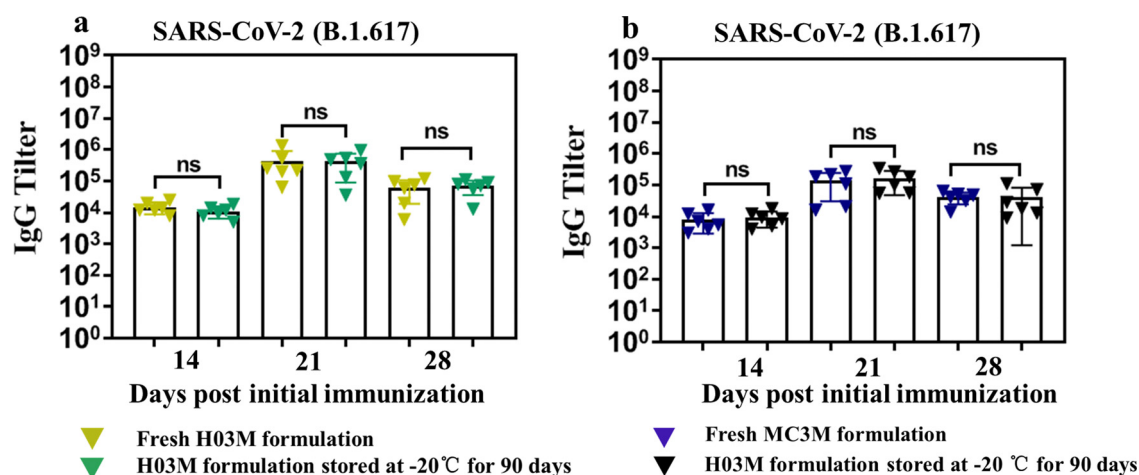 a
SARS-CoV-2 (B.1.617)
10⁹
10⁸
10⁷
10⁶
10⁵
10⁴
10³
10²
10¹
10⁰
IgG Tilter
ns
ns
ns
14 21 28
Days post initial immunization
Fresh H03M formulation
H03M formulation stored at -20℃ for 90 days
b
SARS-CoV-2 (B.1.617)
10⁹
10⁸
10⁷
10⁶
10⁵
10⁴
10³
10²
10¹
10⁰
IgG Tilter
ns
ns
ns
14 21 28
Days post initial immunization
Fresh MC3M formulation
H03M formulation stored at -20 ℃ for 90 days